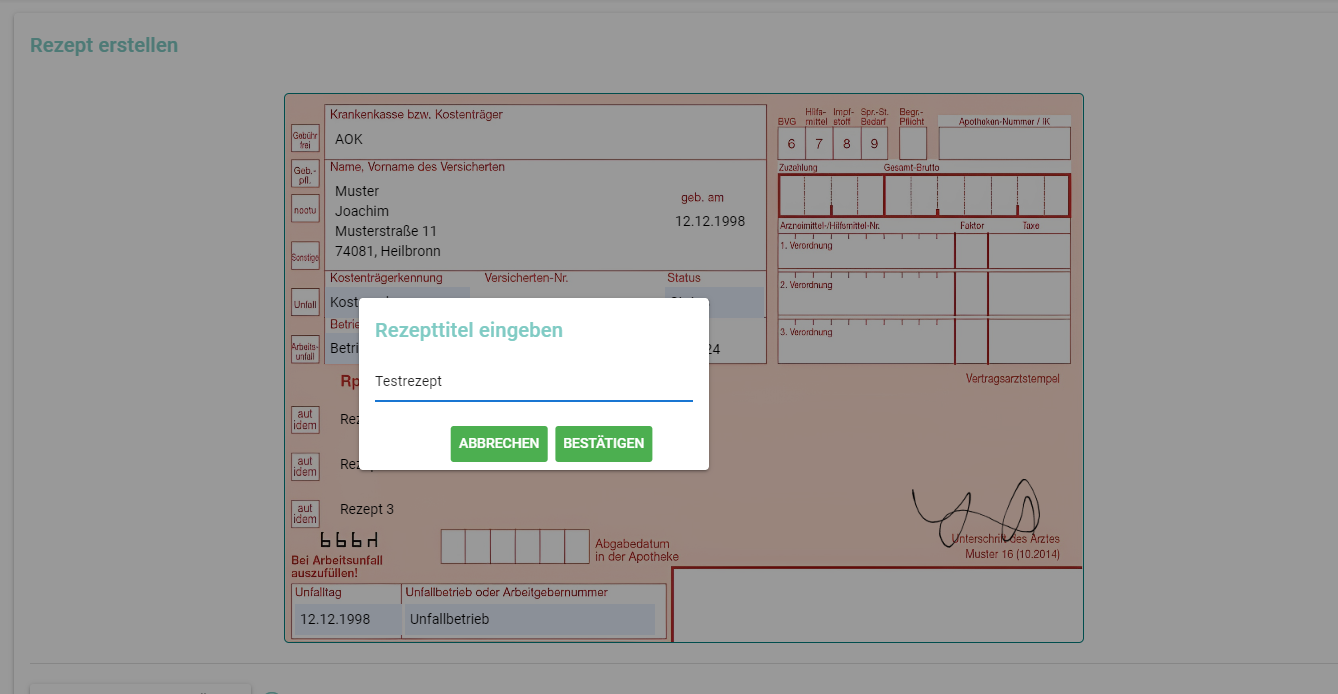 Rezept erstellen
Krankenkasse bzw. Kostenträger
AOK
Gebühr frei
Name, Vorname des Versicherten
Geb.-pfl.
Muster
geb. am
noctu
Joachim
12.12.1998
Musterstraße 11
74081, Heilbronn
Sonstige
Kostenträgerkennung Versicherten-Nr. Status
Unfall
Arbeits-unfall
24
BVG Hilfs-mittel Impf-stoff Spr.-St. Bedarf Begr.-Pflicht Apotheken-Nummer / IK
6 7 8 9
Zuzahlung Gesamt-Brutto
Arzneimittel-/Hilfsmittel-Nr. Faktor Taxe
1. Verordnung
2. Verordnung
3. Verordnung
Vertragsarztstempel
Rezepttitel eingeben
Testrezept
ABBRECHEN BESTÄTIGEN
Rp
aut idem
aut idem
aut idem
Rezept 3
Abgabedatum
in der Apotheke
Unterschrift des Arztes
Muster 16 (10.2014)
Bei Arbeitsunfall
auszufüllen!
Unfalltag Unfallbetrieb oder Arbeitgebernummer
12.12.1998 Unfallbetrieb